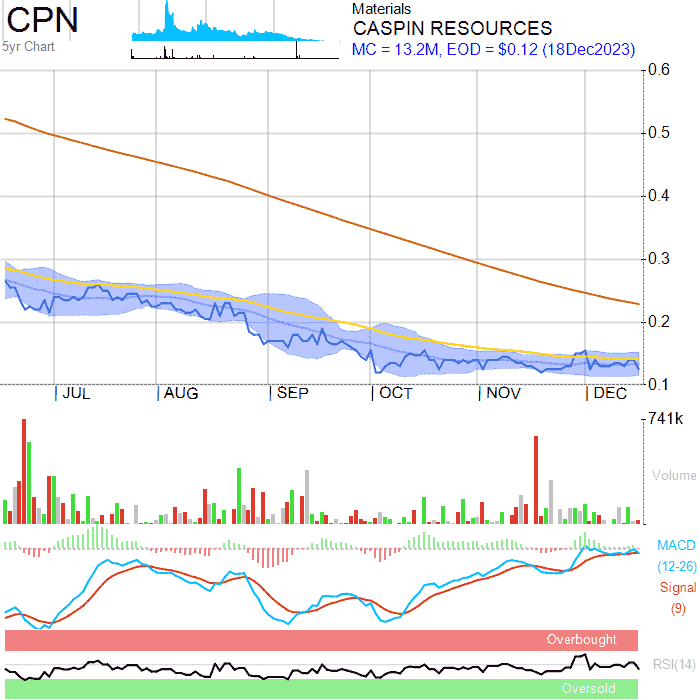 CPN
5yr Chart
Materials
CASPIN RESOURCES
MC = 13.2M, EOD = $0.12 (18Dec2023)
0.6
0.5
0.4
0.3
0.2
0.1
JUL AUG SEP OCT NOV DEC
741k
Volume
MACD
(12-26)
Signal
(9)
Overbought
RSI(14)
Oversold